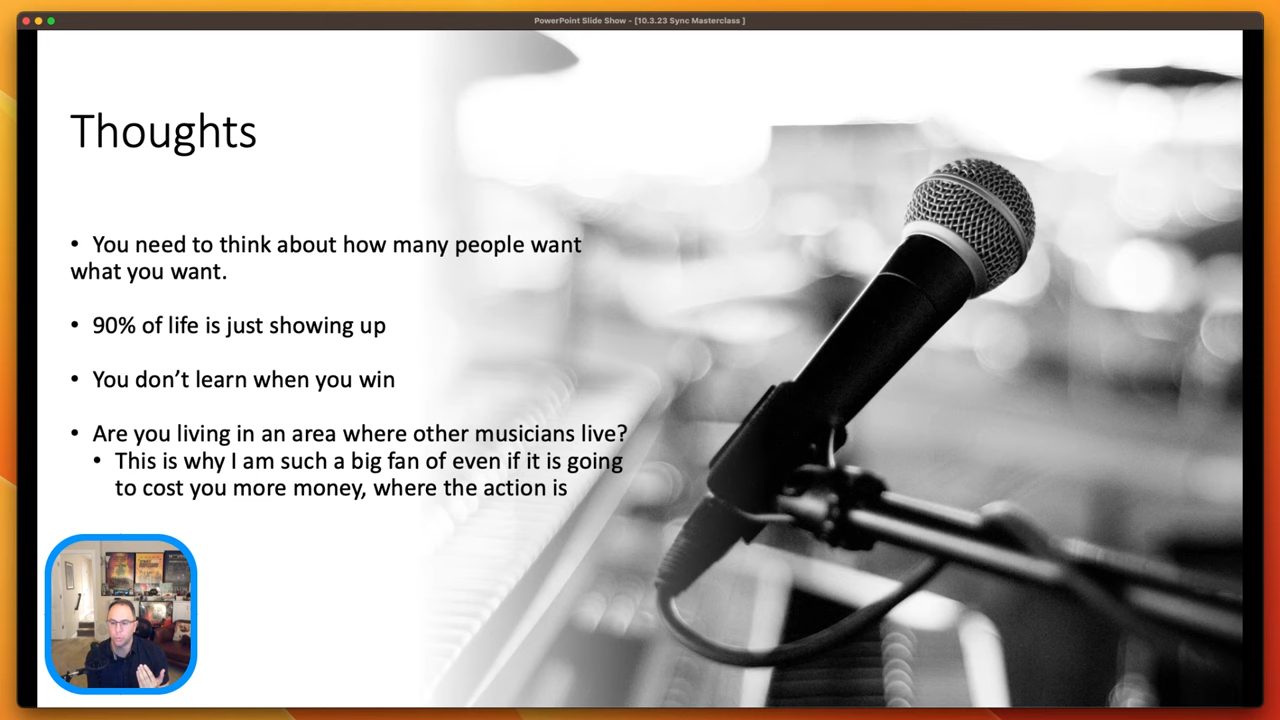 PowerPoint Slide Show - [10.3.23 Sync Masterclass ]
Thoughts
• You need to think about how many people want
what you want.
• 90% of life is just showing up
• You don’t learn when you win
• Are you living in an area where other musicians live?
• This is why I am such a big fan of even if it is going
to cost you more money, where the action is